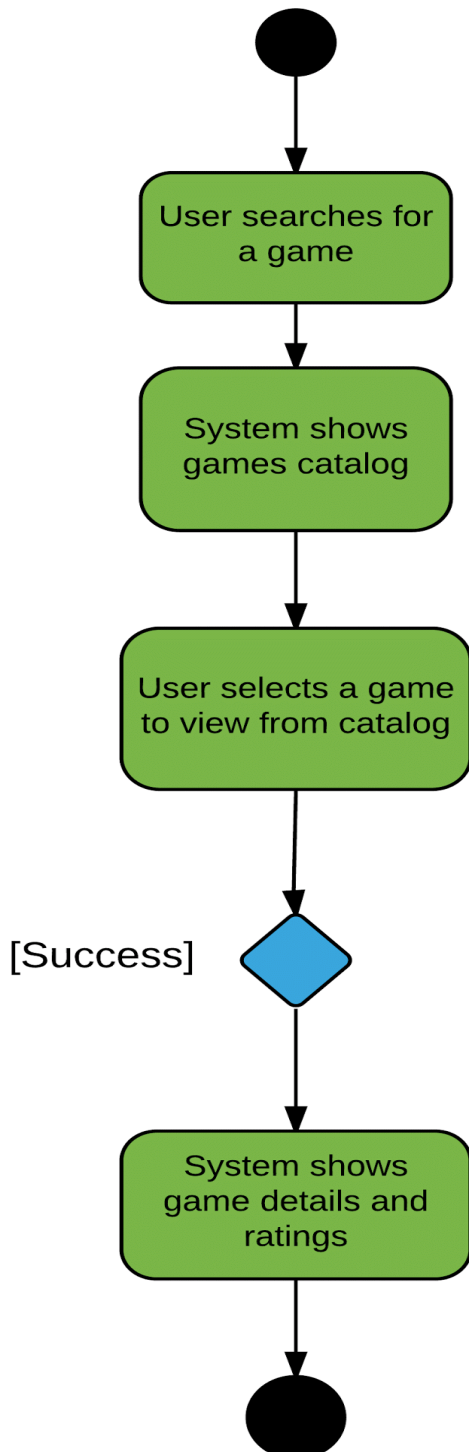 User searches for
a game
System shows
games catalog
User selects a game
to view from catalog
[Success]
System shows
game details and
ratings